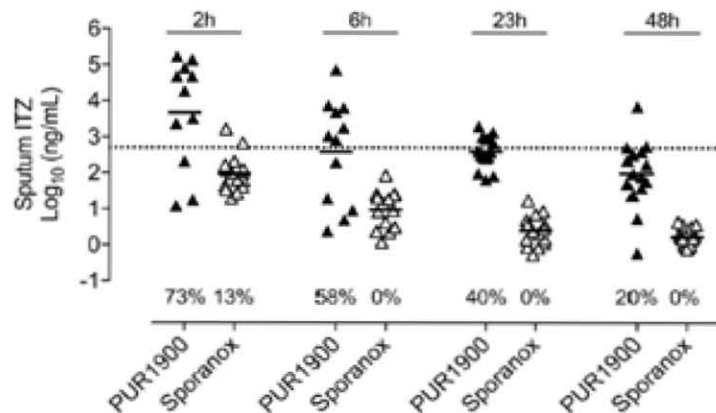 2h 6h 23h 48h
Sputum ITZ
Log10 (ng/mL)
6
5
4
3
2
1
0
-1
73% 13% 58% 0% 40% 0% 20% 0%
PUR1900 Sporanox PUR1900 Sporanox PUR1900 Sporanox PUR1900 Sporanox